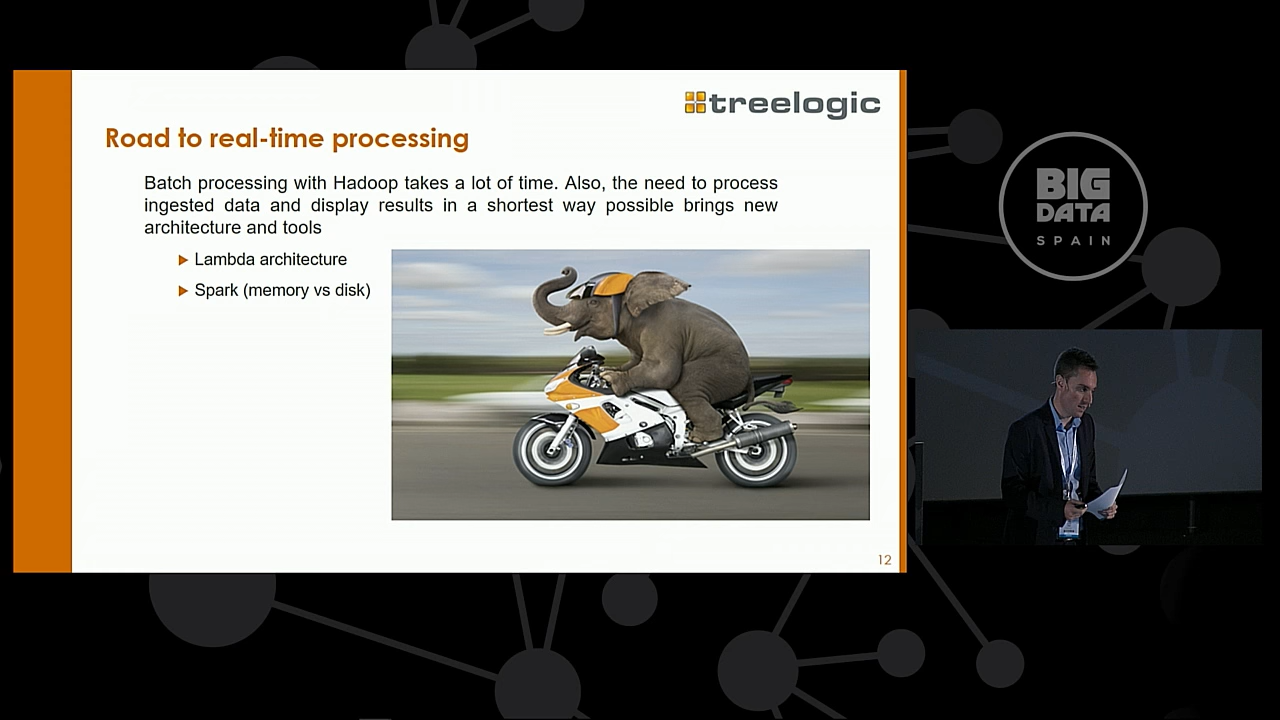 treelogic
Road to real-time processing
Batch processing with Hadoop takes a lot of time. Also, the need to process
ingested data and display results in a shortest way possible brings new
architecture and tools
Lambda architecture
Spark (memory vs disk)
12
BIG
DATA
SPAIN